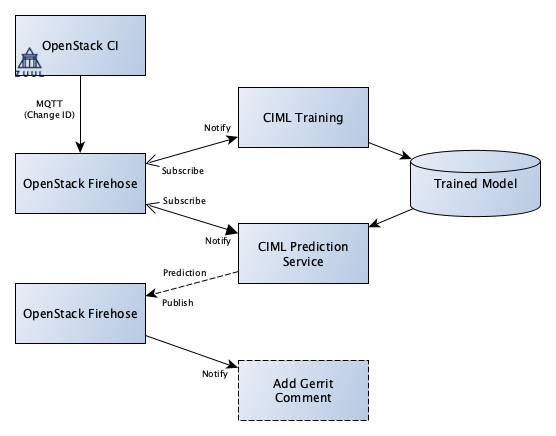 OpenStack CI
ZUUL
MQTT
(Change ID)
CIML Training
Notify
Subscribe
OpenStack Firehose
Trained Model
Subscribe
Notify
CIML Prediction
Service
Prediction
Publish
OpenStack Firehose
Notify
Add Gerrit
Comment